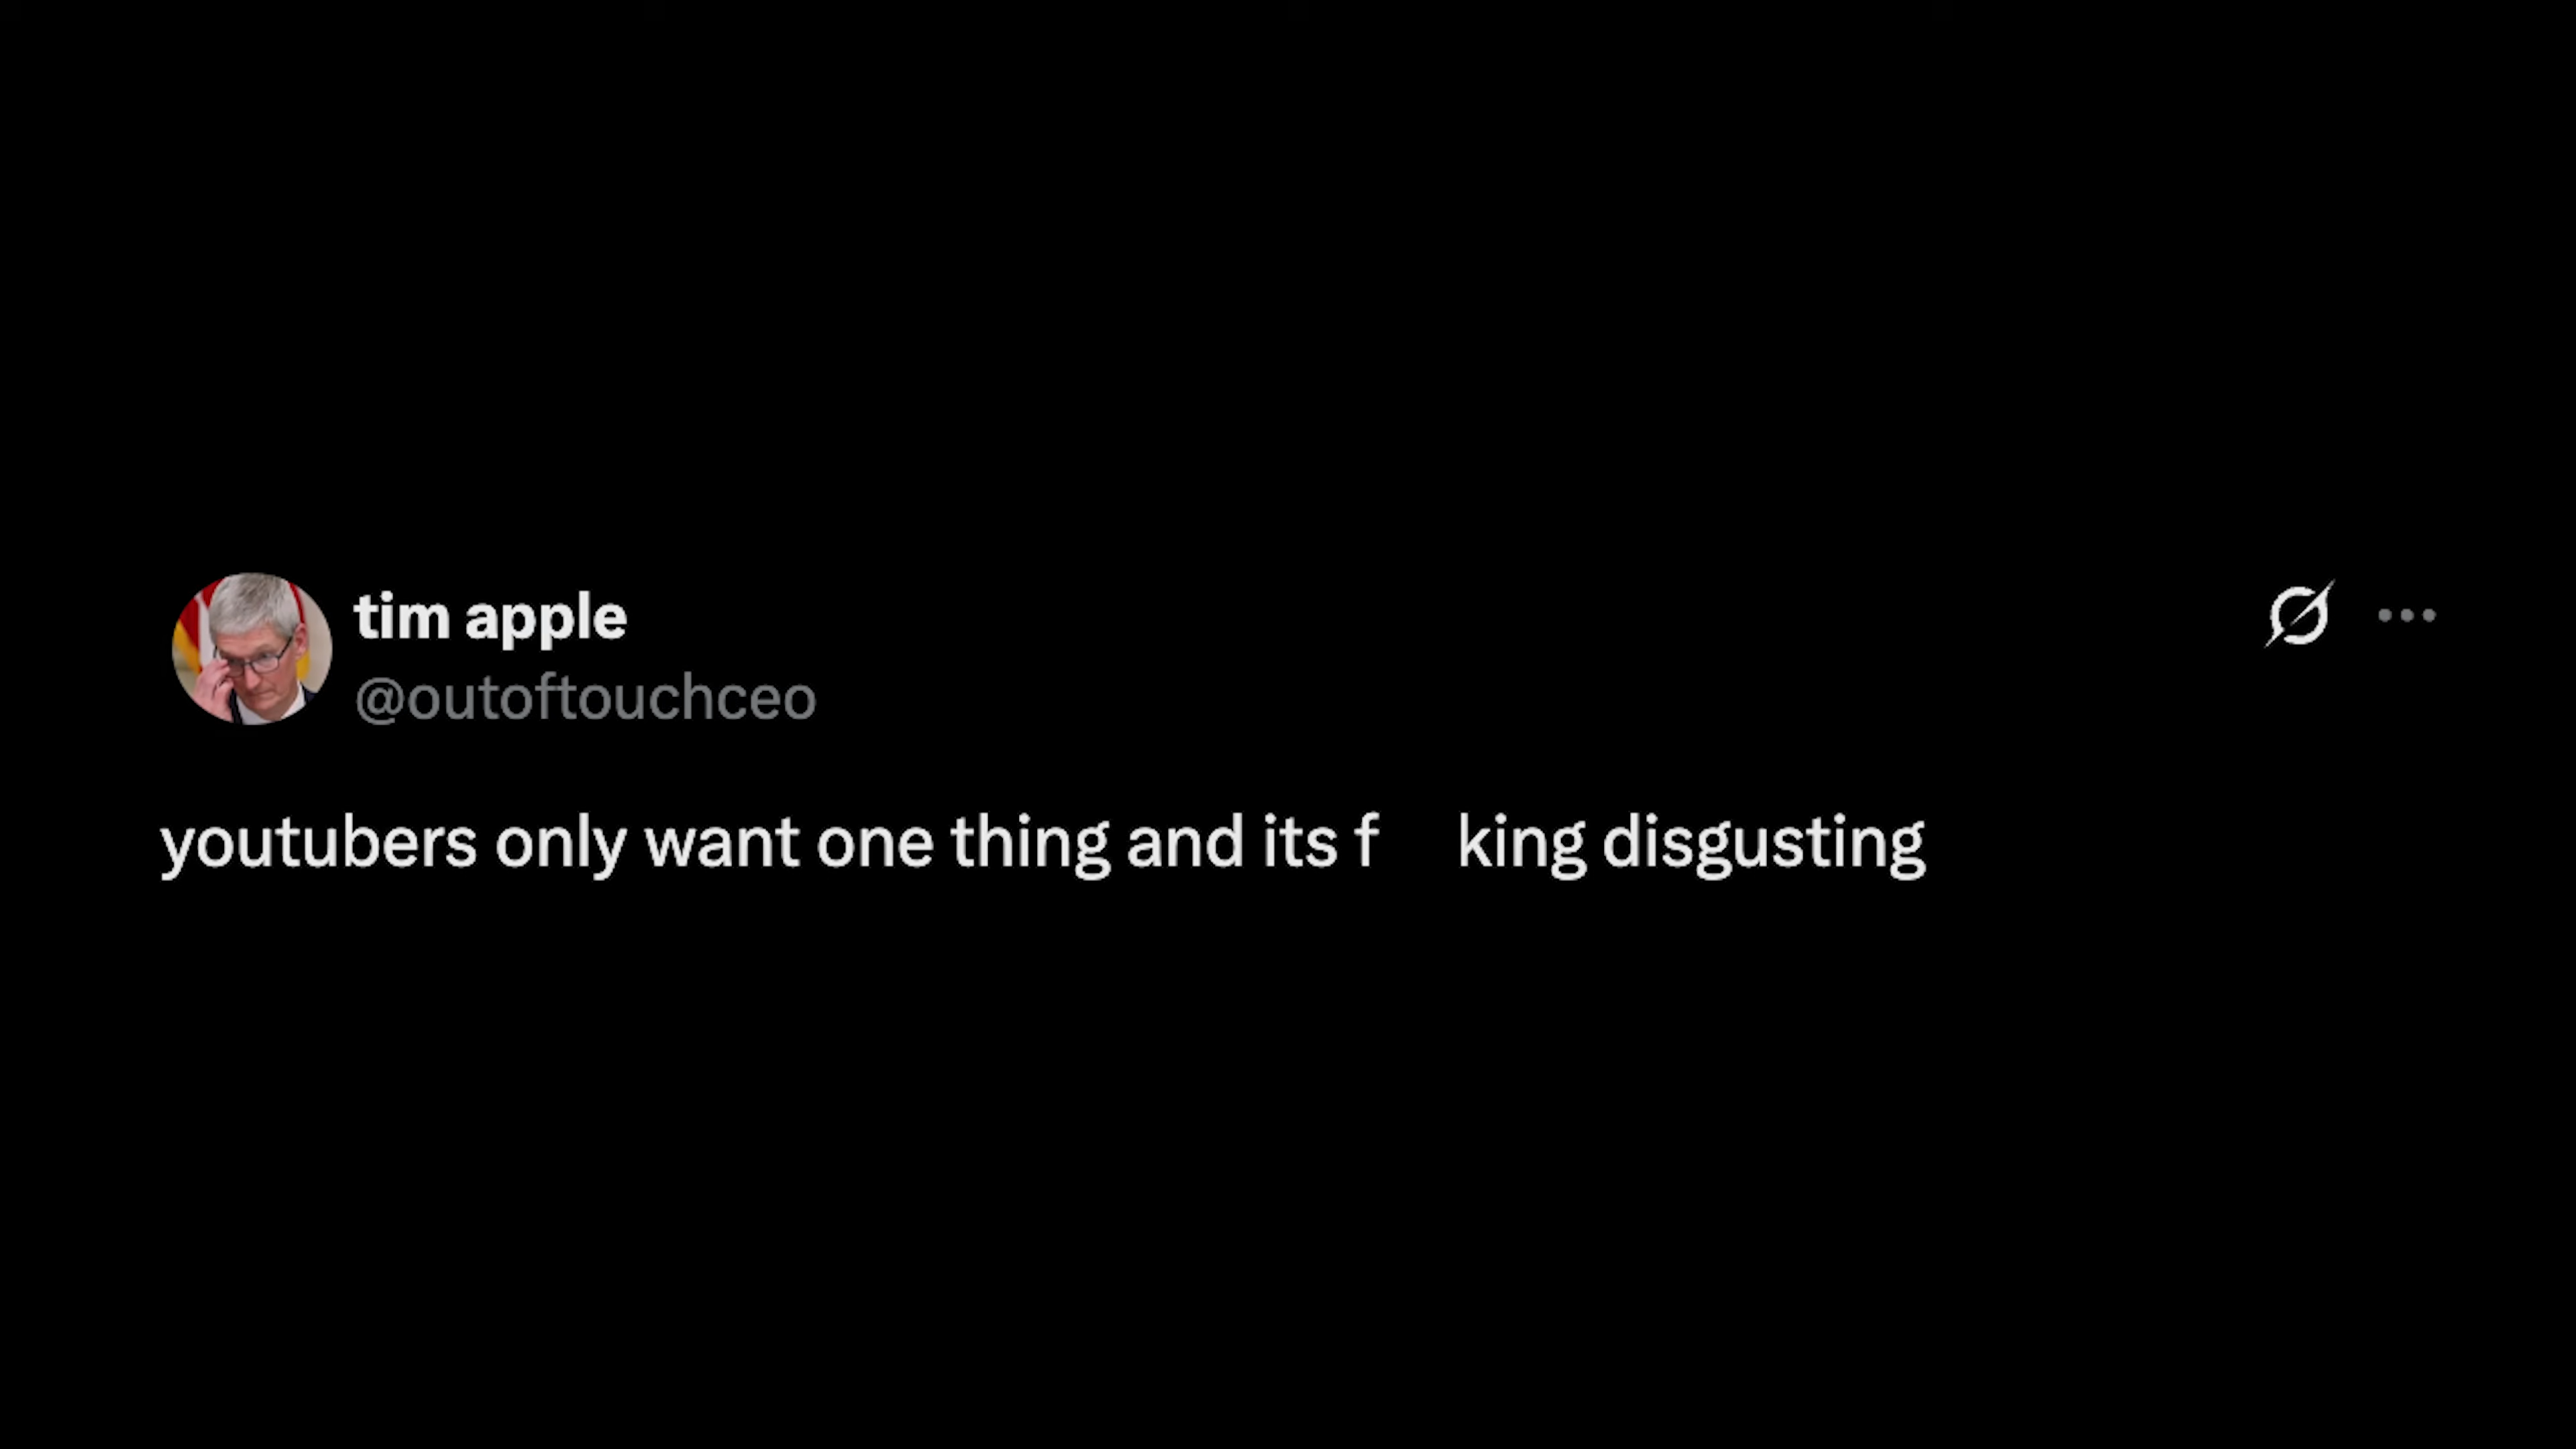 tim apple
@outoftouchceo
youtubers only want one thing and its f king disgusting